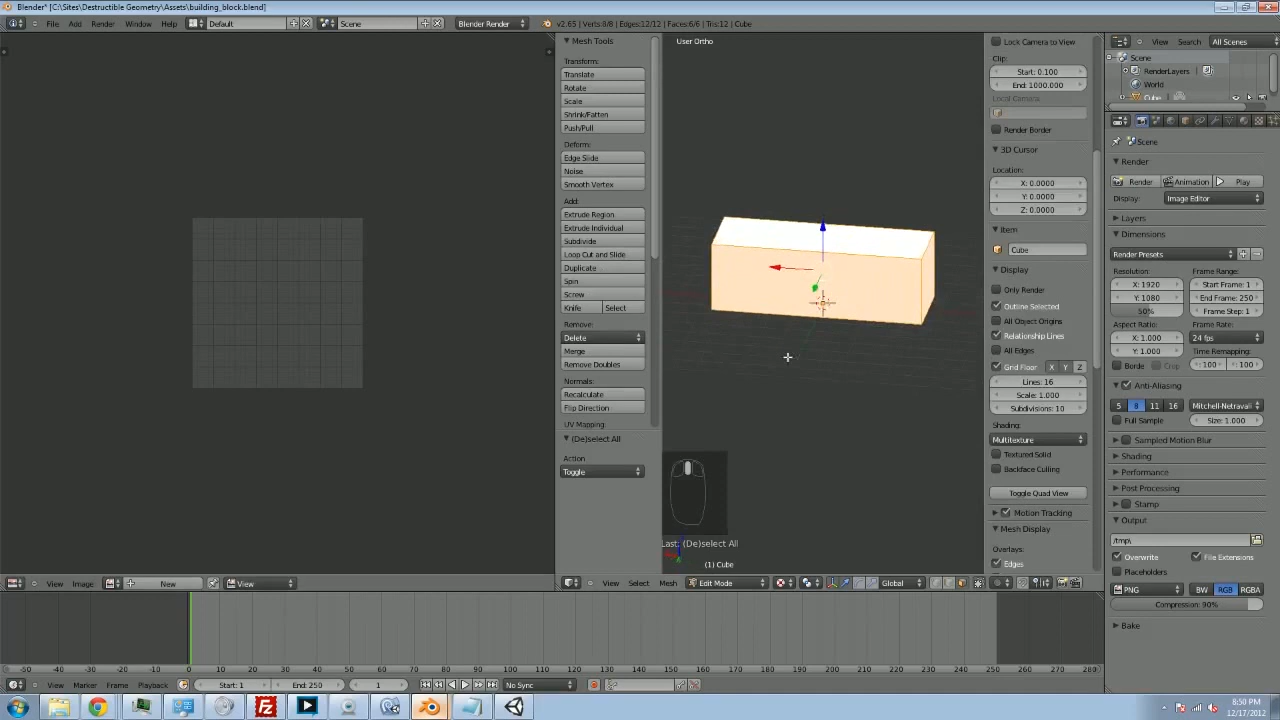 Blender* [C:\Sites\Destructible Geometry\Assets\building_block.blend]
File Add Render Window Help Default Scene Blender Render v2.65 | Verts:8/8 | Edges:12/12 | Faces:6/6 | Tris:12 | Cube
View Search All Scenes
Mesh Tools
Transform:
Translate
Rotate
Scale
Shrink/Fatten
Push/Pull
Deform:
Edge Slide
Noise
Smooth Vertex
Add:
Extrude Region
Extrude Individual
Subdivide
Loop Cut and Slide
Duplicate
Spin
Screw
Knife Select
Remove:
Delete
Merge
Remove Doubles
Normals:
Recalculate
Flip Direction
UV Mapping:
(De)select All
Action
Toggle
User Ortho
Last: (De)select All
(1) Cube
Lock Camera to View
Clip:
Start: 0.100
End: 1000.000
Local Camera:
Render Border
3D Cursor
Location:
X: 0.0000
Y: 0.0000
Z: 0.0000
Item
Cube
Display
Only Render
Outline Selected
All Object Origins
Relationship Lines
All Edges
Grid Floor X Y Z
Lines: 16
Scale: 1.000
Subdivisions: 10
Shading:
Multitexture
Textured Solid
Backface Culling
Toggle Quad View
Motion Tracking
Mesh Display
Overlays:
Edges
Scene
RenderLayers
World
Cube
Scene
Render
Render Animation Play
Display: Image Editor
Layers
Dimensions
Render Presets
Resolution: Frame Range:
X: 1920 Start Frame: 1
Y: 1080 End Frame: 250
50% Frame Step: 1
Aspect Ratio: Frame Rate:
X: 1.000 24 fps
Y: 1.000 Time Remapping:
Borde Crop 100 100
Anti-Aliasing
5 8 11 16 Mitchell-Netravali
Full Sample Size: 1.000
Sampled Motion Blur
Shading
Performance
Post Processing
Stamp
Output
/tmp\
Overwrite File Extensions
Placeholders
PNG BW RGB RGBA
Compression: 90%
Bake
View Image New View
View Select Mesh Edit Mode Global
-50 -40 -30 -20 -10 0 10 20 30 40 50 60 70 80 90 100 110 120 130 140 150 160 170 180 190 200 210 220 230 240 250 260 270 280
View Marker Frame Playback Start: 1 End: 250 1 No Sync
8:50 PM
12/17/2012